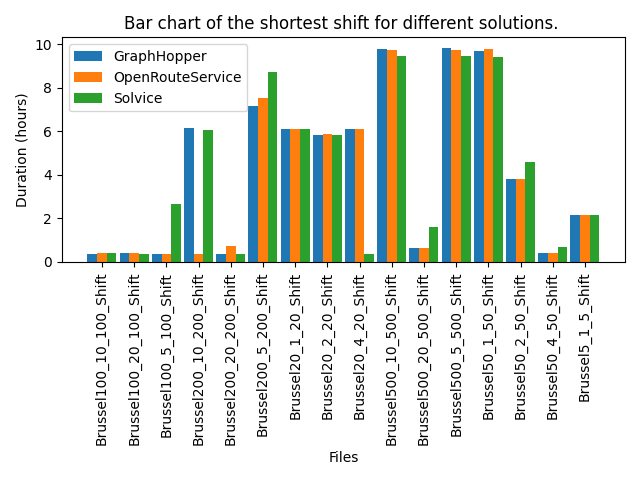 Bar chart of the shortest shift for different solutions.
GraphHopper
OpenRouteService
Solvice
Duration (hours)
10
8
6
4
2
0
Brussel100_10_100_Shift
Brussel100_20_100_Shift
Brussel100_5_100_Shift
Brussel200_10_200_Shift
Brussel200_20_200_Shift
Brussel200_5_200_Shift
Brussel20_1_20_Shift
Brussel20_2_20_Shift
Brussel20_4_20_Shift
Brussel500_10_500_Shift
Brussel500_20_500_Shift
Brussel500_5_500_Shift
Brussel50_1_50_Shift
Brussel50_2_50_Shift
Brussel50_4_50_Shift
Brussel5_1_5_Shift
Files